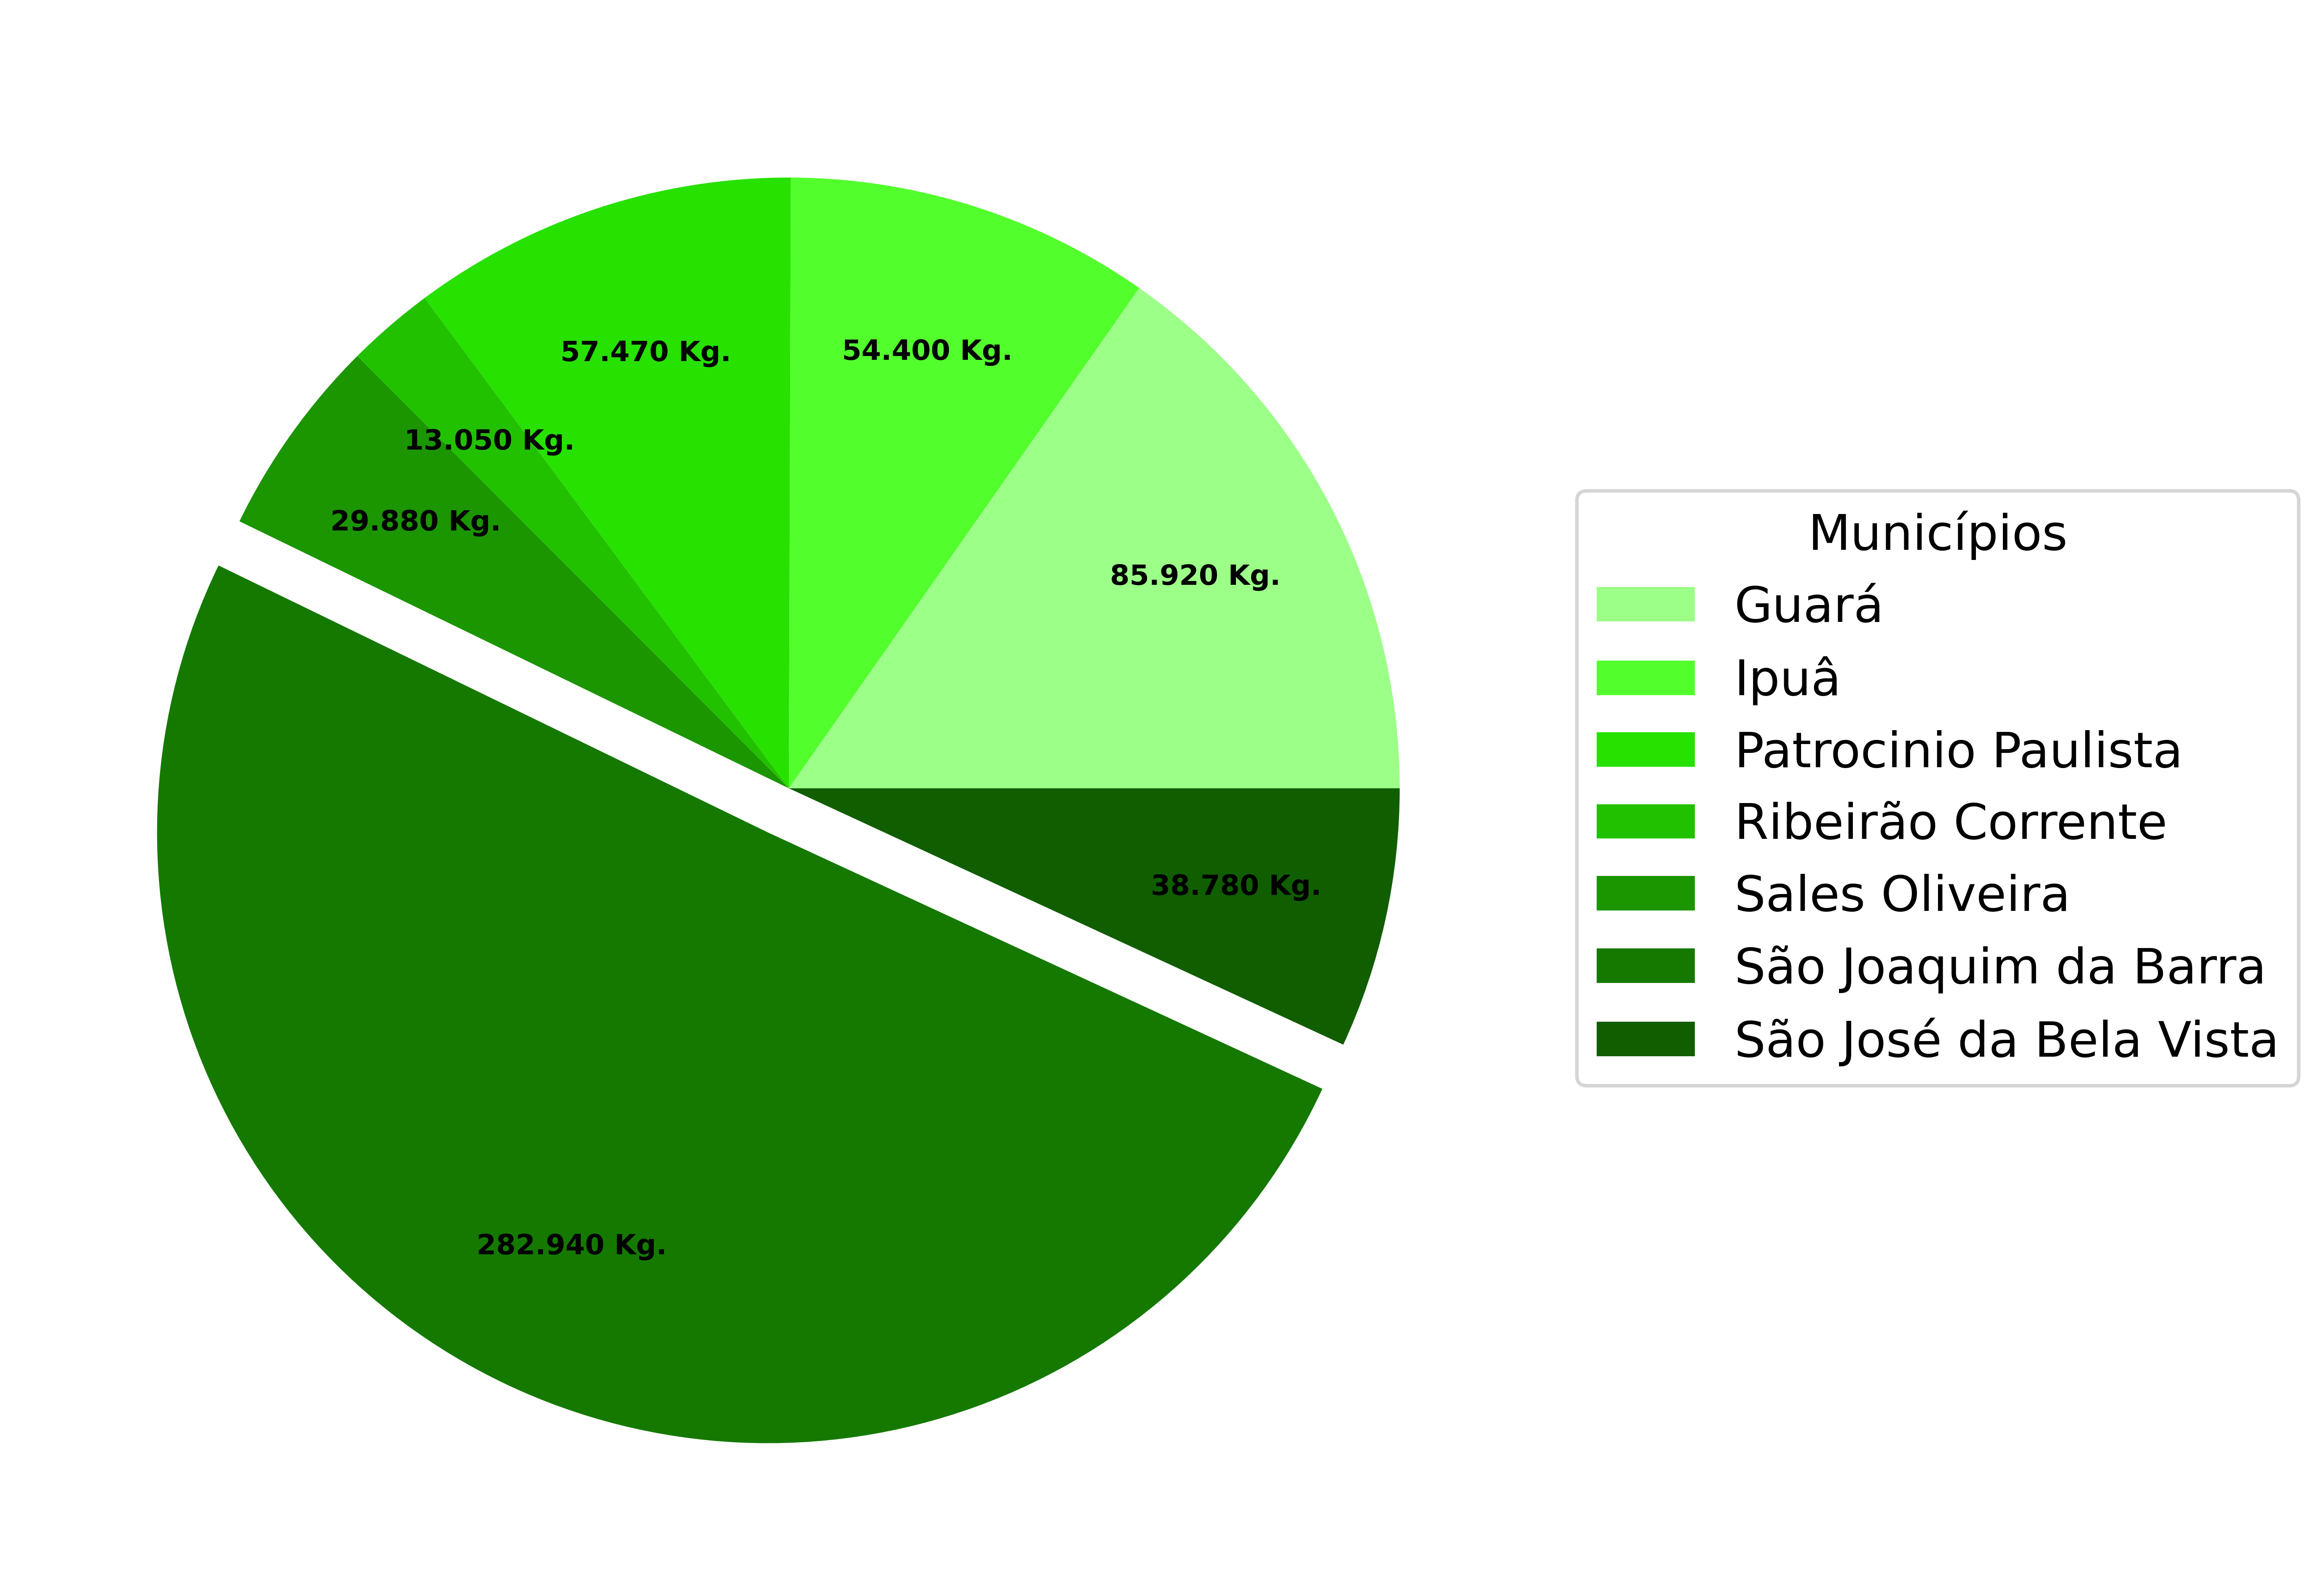 54.400 Kg.
57.470 Kg.
13.050 Kg.
29.880 Kg.
85.920 Kg.
38.780 Kg.
282.940 Kg.
Municípios
Guará
Ipuâ
Patrocinio Paulista
Ribeirão Corrente
Sales Oliveira
São Joaquim da Barra
São José da Bela Vista